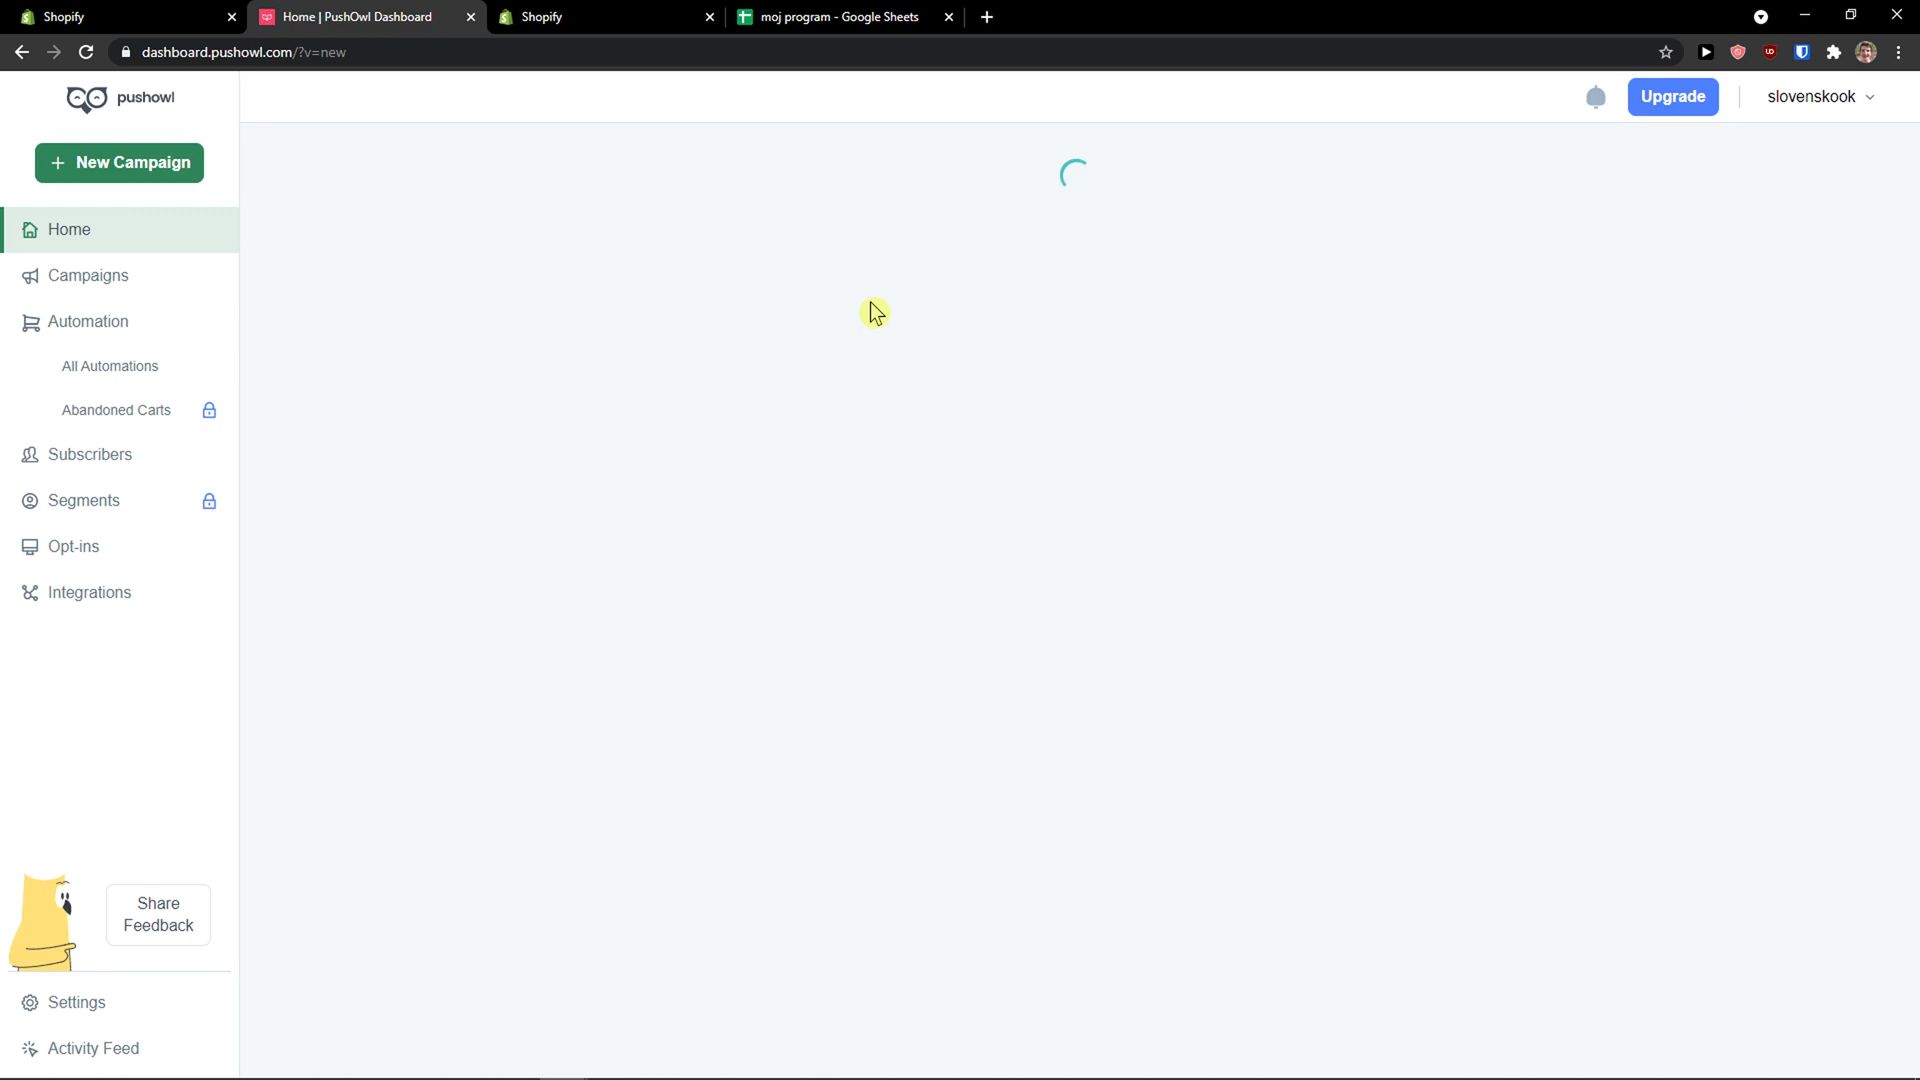 Shopify
Home | PushOwl Dashboard
Shopify
moj program - Google Sheets
dashboard.pushowl.com/?v=new
pushowl
Upgrade
slovenskook
+ New Campaign
Home
Campaigns
Automation
All Automations
Abandoned Carts
Subscribers
Segments
Opt-ins
Integrations
Share
Feedback
Settings
Activity Feed